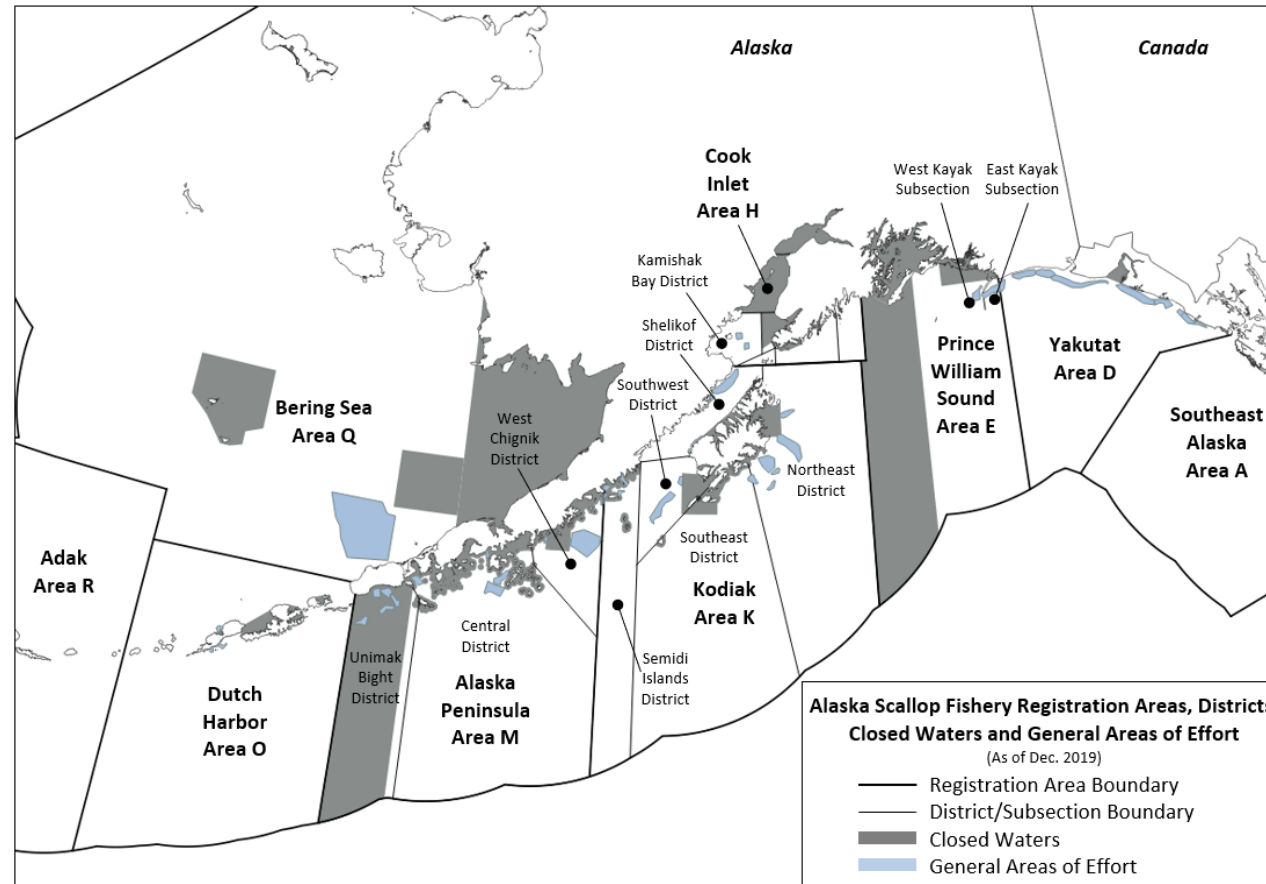 Alaska
Canada
Cook
Inlet
Area H
West Kayak
Subsection
East Kayak
Subsection
Kamishak
Bay District
Shelikof
District
Southwest
District
West
Chignik
District
Bering Sea
Area Q
Prince
William
Sound
Area E
Yakutat
Area D
Southeast
Alaska
Area A
Northeast
District
Southeast
District
Kodiak
Area K
Adak
Area R
Central
District
Unimak
Bight
District
Alaska
Peninsula
Area M
Semidi
Islands
District
Dutch
Harbor
Area O
Alaska Scallop Fishery Registration Areas, Districts
Closed Waters and General Areas of Effort
(As of Dec. 2019)
Registration Area Boundary
District/Subsection Boundary
Closed Waters
General Areas of Effort